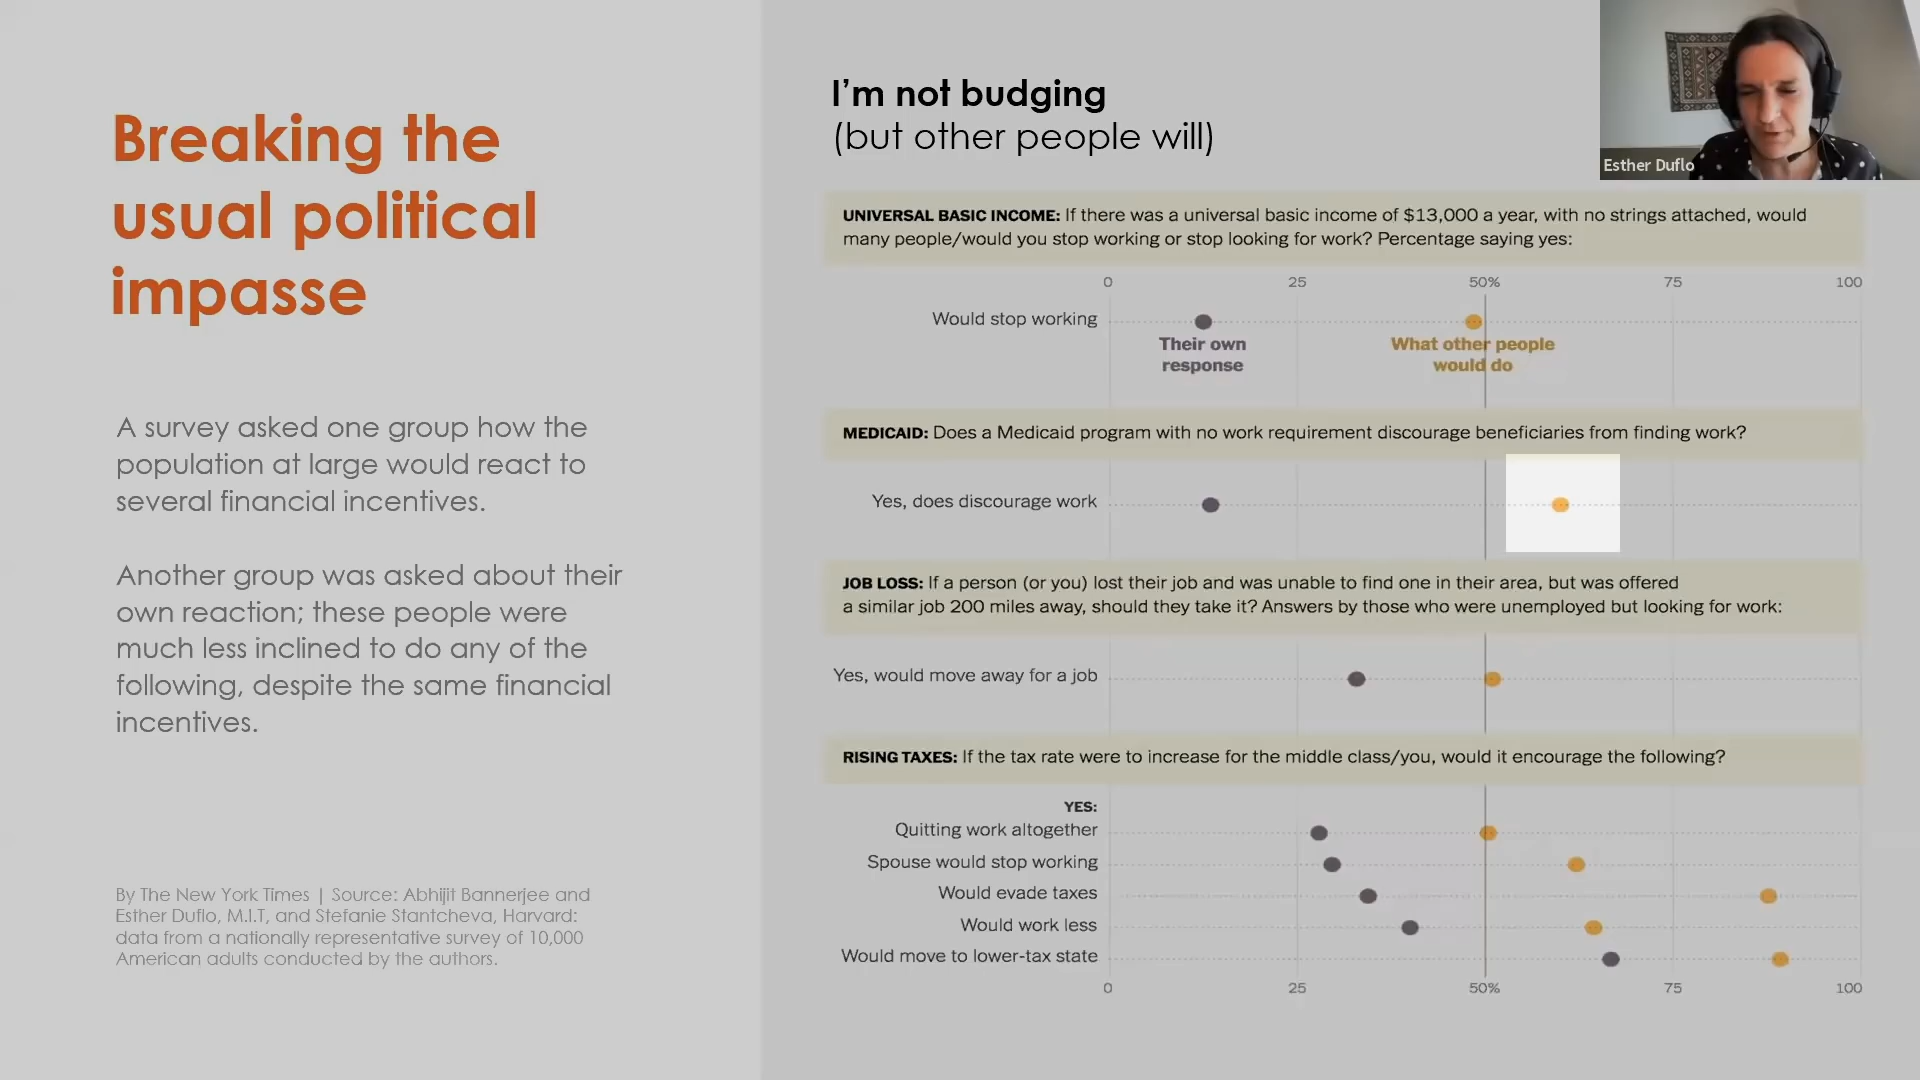 Breaking the
usual political
impasse
A survey asked one group how the
population at large would react to
several financial incentives.
Another group was asked about their
own reaction; these people were
much less inclined to do any of the
following, despite the same financial
incentives.
By The New York Times | Source: Abhijit Bannerjee and
Esther Duflo, M.I.T, and Stefanie Stantcheva, Harvard:
data from a nationally representative survey of 10,000
American adults conducted by the authors.
I'm not budging
(but other people will)
Esther Duflo
UNIVERSAL BASIC INCOME: If there was a universal basic income of $13,000 a year, with no strings attached, would
many people/would you stop working or stop looking for work? Percentage saying yes:
0 25 50% 75 100
Would stop working
Their own
response
What other people
would do
MEDICAID: Does a Medicaid program with no work requirement discourage beneficiaries from finding work?
Yes, does discourage work
JOB LOSS: If a person (or you) lost their job and was unable to find one in their area, but was offered
a similar job 200 miles away, should they take it? Answers by those who were unemployed but looking for work:
Yes, would move away for a job
RISING TAXES: If the tax rate were to increase for the middle class/you, would it encourage the following?
YES:
Quitting work altogether
Spouse would stop working
Would evade taxes
Would work less
Would move to lower-tax state
0 25 50% 75 100